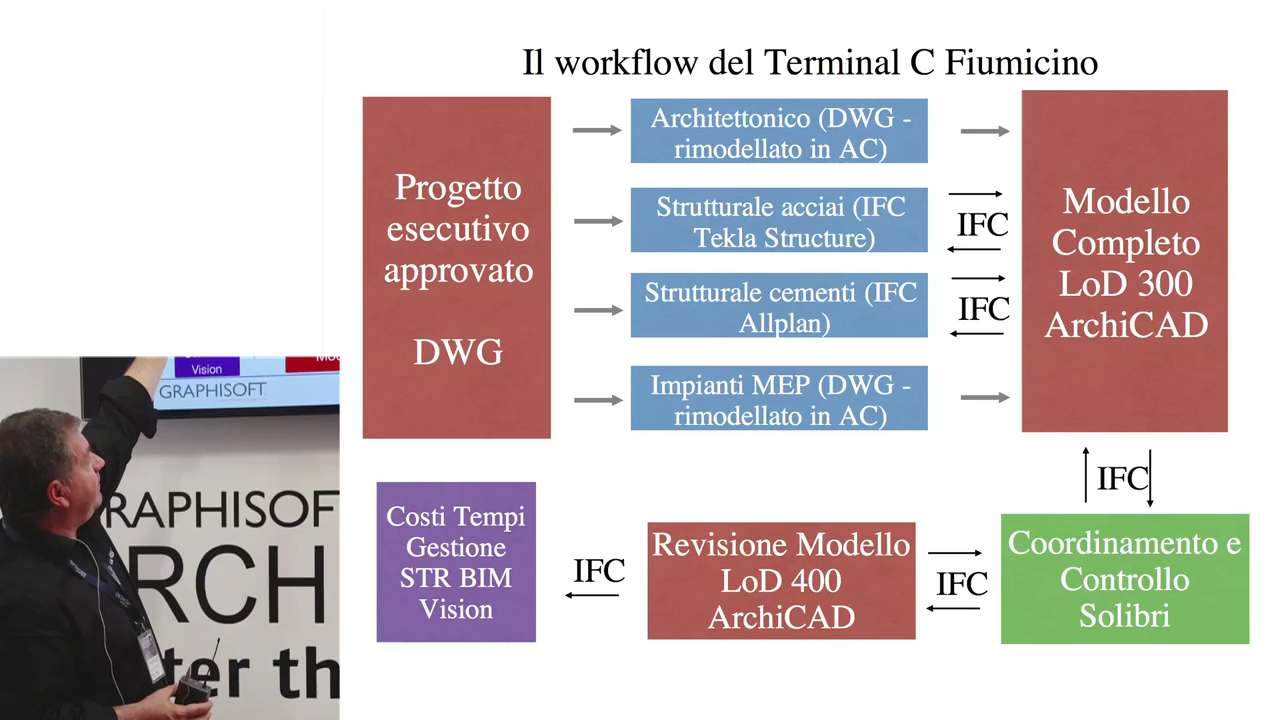 Il workflow del Terminal C Fiumicino
Progetto
esecutivo
approvato
DWG
Architettonico (DWG -
rimodellato in AC)
Strutturale acciai (IFC
Tekla Structure)
Strutturale cementi (IFC
Allplan)
Impianti MEP (DWG -
rimodellato in AC)
IFC
IFC
Modello
Completo
LoD 300
ArchiCAD
IFC
Coordinamento e
Controllo
Solibri
IFC
Revisione Modello
LoD 400
ArchiCAD
IFC
Costi Tempi
Gestione
STR BIM
Vision
Vision
GRAPHISOFT
RAPHISOF
RCH
ter th